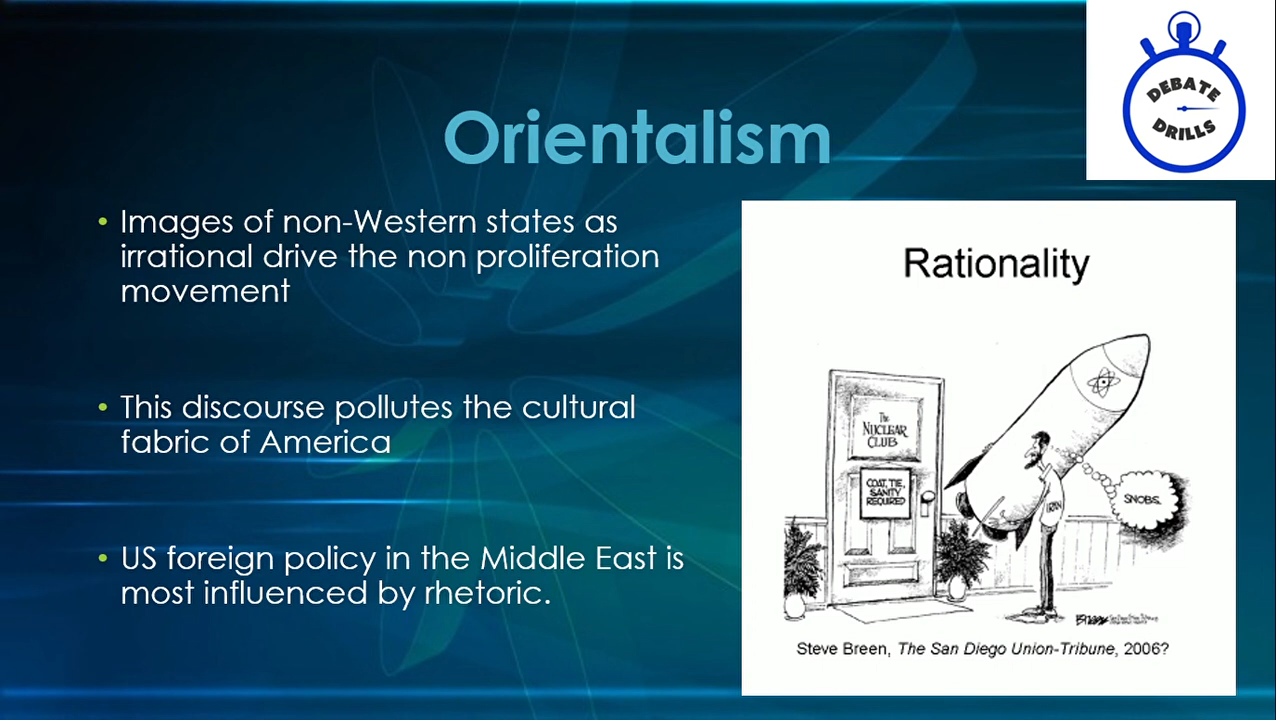 DEBATE
DRILLS
Orientalism
• Images of non-Western states as
irrational drive the non proliferation
movement
• This discourse pollutes the cultural
fabric of America
• US foreign policy in the Middle East is
most influenced by rhetoric.
Rationality
The
NUCLEAR
CLUB
COAT, TIE,
SANITY
REQUIRED
IRAN
SNOBS.
BREEN
Steve Breen, The San Diego Union-Tribune, 2006?